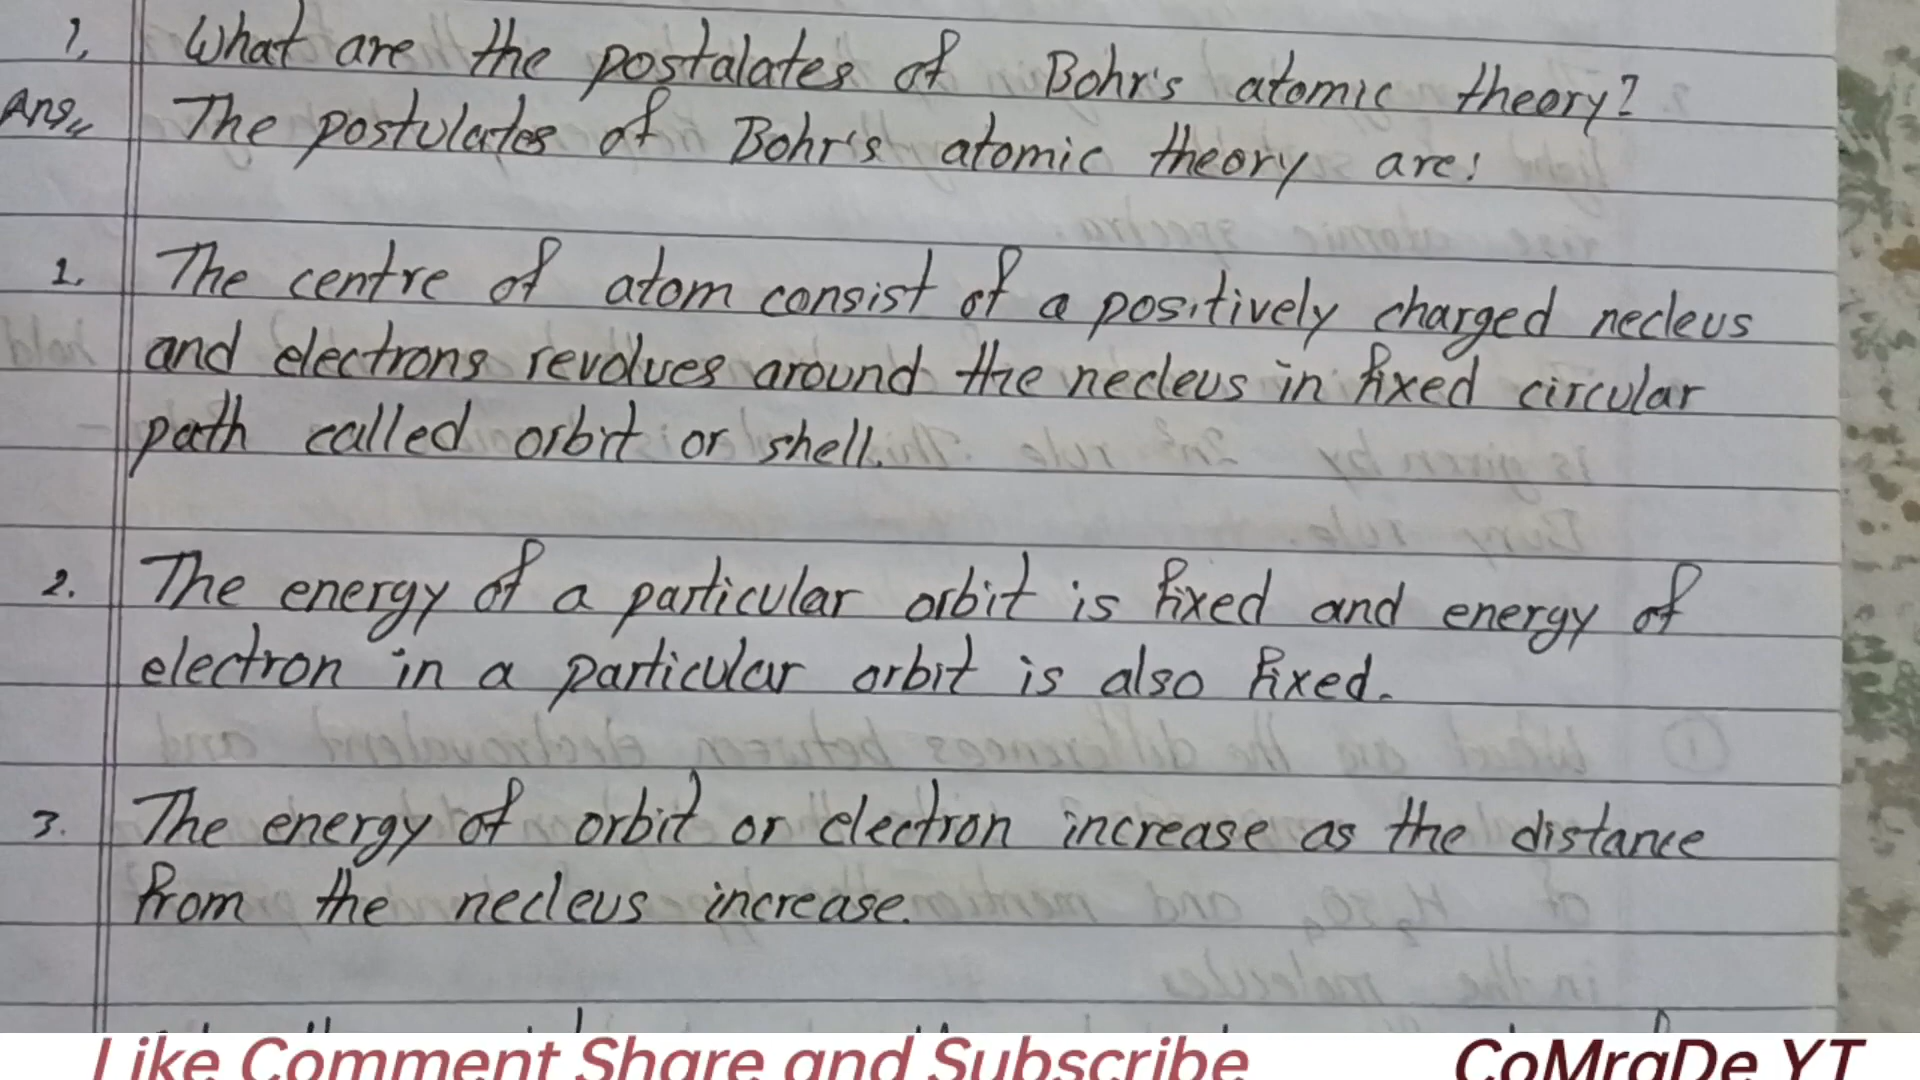 1. What are the postalates of Bohr's atomic theory?
Ans, The postulates of Bohr's atomic theory are:
1. The centre of atom consist of a positively charged necleus
and electrons revolves around the necleus in fixed circular
path called orbit or shell.
2. The energy of a particular orbit is fixed and energy of
electron in a particular orbit is also fixed.
3. The energy of orbit or electron increase as the distance
from the necleus increase.
Like Comment Share and Subscribe CoMraDe YT